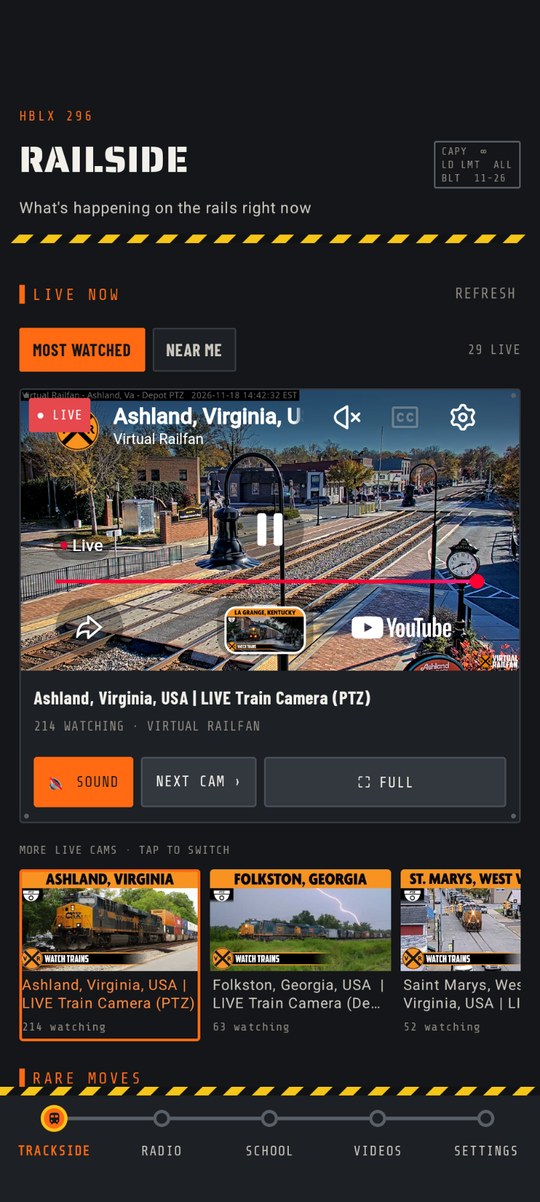 HBLX 296
RAILSIDE
CAPY ∞
LD LMT ALL
BLT 11-26
What's happening on the rails right now
LIVE NOW
REFRESH
MOST WATCHED
NEAR ME
29 LIVE
Virtual Railfan - Ashland, Va - Depot PTZ 2026-11-18 14:42:32 EST
LIVE
Ashland, Virginia, U
Virtual Railfan
CC
Live
LA GRANGE, KENTUCKY
WATCH TRAINS
YouTube
Ashland
VIRTUAL
RAILFAN
Ashland, Virginia, USA | LIVE Train Camera (PTZ)
214 WATCHING · VIRTUAL RAILFAN
SOUND
NEXT CAM ›
FULL
MORE LIVE CAMS · TAP TO SWITCH
ASHLAND, VIRGINIA
WATCH TRAINS
Ashland, Virginia, USA |
LIVE Train Camera (PTZ)
214 watching
FOLKSTON, GEORGIA
WATCH TRAINS
Folkston, Georgia, USA |
LIVE Train Camera (De…
63 watching
ST. MARYS, WEST V
WATCH TRAINS
Saint Marys, Wes
Virginia, USA | LI
52 watching
RARE MOVES
TRACKSIDE
RADIO
SCHOOL
VIDEOS
SETTINGS